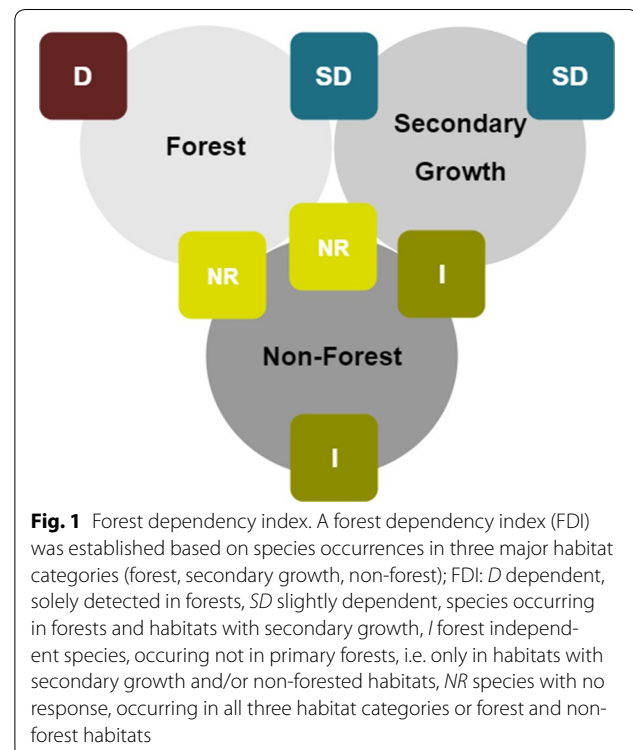 D
SD
SD
Forest
Secondary
Growth
NR
NR
I
Non-Forest
I
Fig. 1 Forest dependency index. A forest dependency index (FDI)
was established based on species occurrences in three major habitat
categories (forest, secondary growth, non-forest); FDI: D dependent,
solely detected in forests, SD slightly dependent, species occurring
in forests and habitats with secondary growth, I forest independ-
ent species, occuring not in primary forests, i.e. only in habitats with
secondary growth and/or non-forested habitats, NR species with no
response, occurring in all three habitat categories or forest and non-
forest habitats